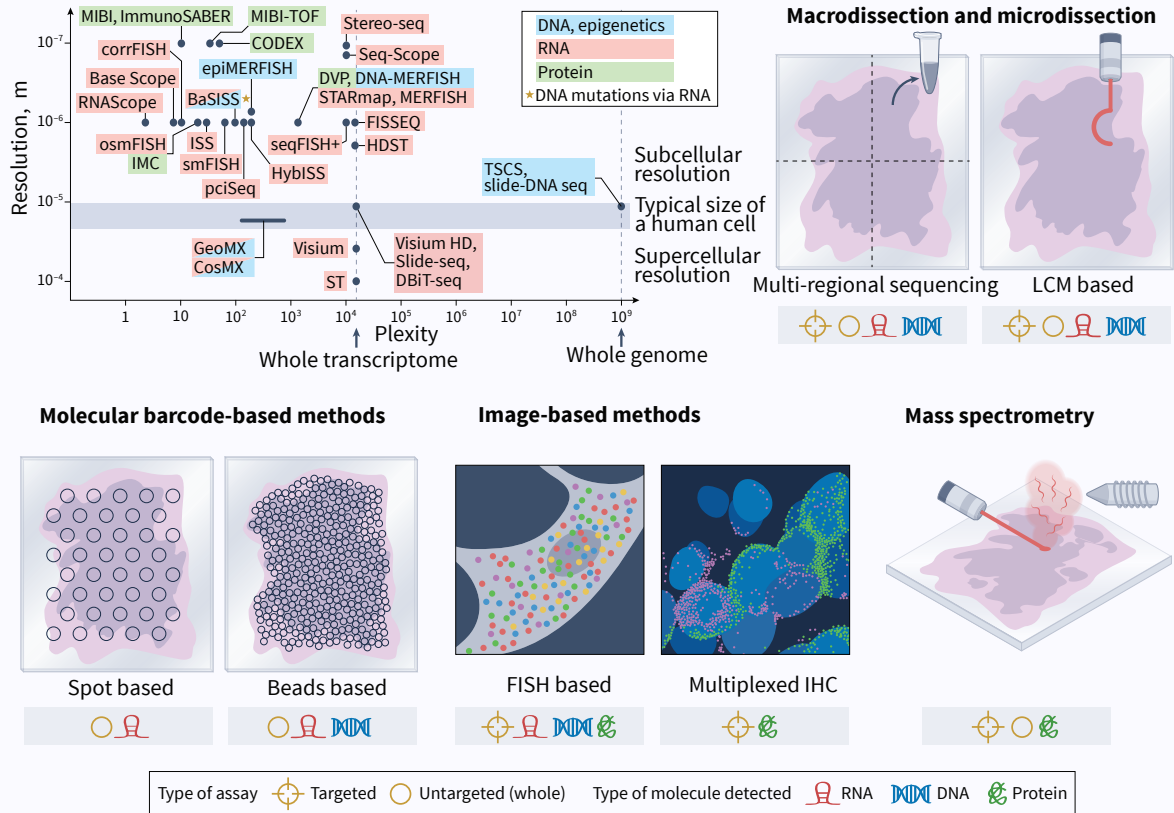 MIBI, ImmunoSABER
MIBI-TOF
CODEX
corrFISH
Base Scope
RNAScope
epiMERFISH
BaSISS
osmFISH
IMC
ISS
smFISH
pciSeq
HybISS
Stereo-seq
Seq-Scope
DVP, DNA-MERFISH
STARmap, MERFISH
seqFISH+
FISSEQ
HDST
TSCS,
slide-DNA seq
GeoMX
CosMX
Visium
ST
Visium HD,
Slide-seq,
DBiT-seq
DNA, epigenetics
RNA
Protein
★DNA mutations via RNA
Subcellular
resolution
Typical size of
a human cell
Supercellular
resolution
Resolution, m
10⁻⁷
10⁻⁶
10⁻⁵
10⁻⁴
1
10
10²
10³
10⁴
10⁵
10⁶
10⁷
10⁸
10⁹
Plexity
Whole transcriptome
Whole genome
Macrodissection and microdissection
Multi-regional sequencing
LCM based
Molecular barcode-based methods
Spot based
Beads based
Image-based methods
FISH based
Multiplexed IHC
Mass spectrometry
Type of assay
Targeted
Untargeted (whole)
Type of molecule detected
RNA
DNA
Protein